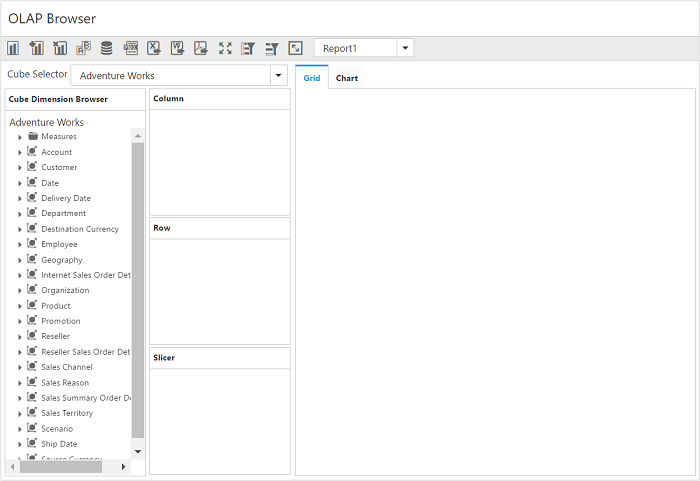 OLAP Browser
Report1
Cube Selector
Adventure Works
Grid
Chart
Cube Dimension Browser
Adventure Works
Measures
Account
Customer
Date
Delivery Date
Department
Destination Currency
Employee
Geography
Internet Sales Order Det
Organization
Product
Promotion
Reseller
Reseller Sales Order Det
Sales Channel
Sales Reason
Sales Summary Order D
Sales Territory
Scenario
Ship Date
Source Currency
Column
Row
Slicer